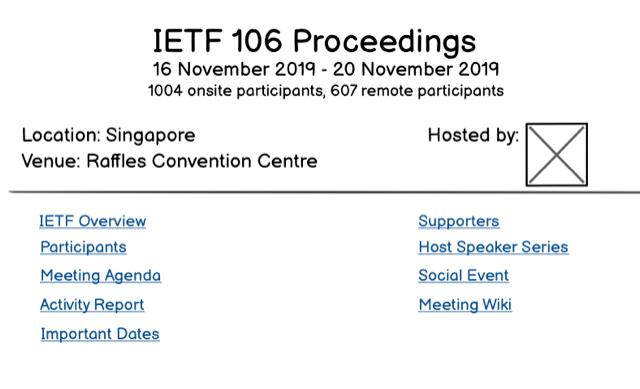 IETF 106 Proceedings
16 November 2019 - 20 November 2019
1004 onsite participants, 607 remote participants
Location: Singapore
Hosted by:
Venue: Raffles Convention Centre
IETF Overview
Supporters
Participants
Host Speaker Series
Meeting Agenda
Social Event
Activity Report
Meeting Wiki
Important Dates